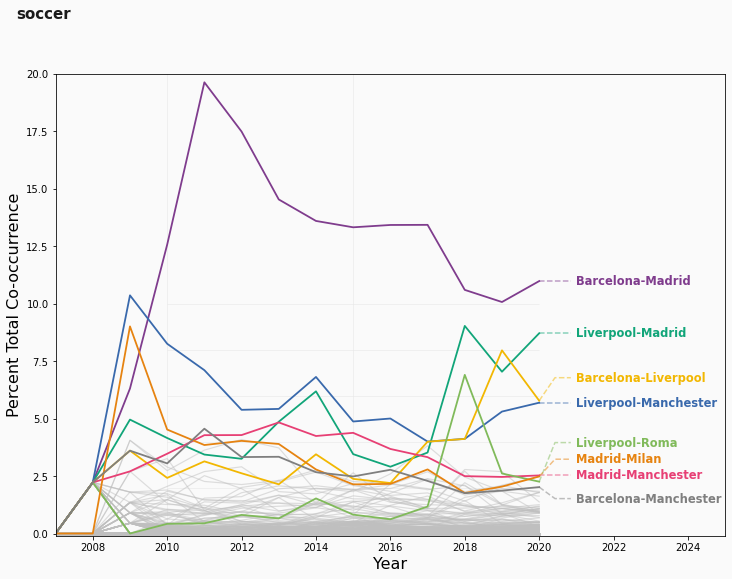 soccer
20.0
17.5
15.0
12.5
10.0
7.5
5.0
2.5
0.0
Percent Total Co-occurrence
Barcelona-Madrid
Liverpool-Madrid
Barcelona-Liverpool
Liverpool-Manchester
Liverpool-Roma
Madrid-Milan
Madrid-Manchester
Barcelona-Manchester
2008 2010 2012 2014 2016 2018 2020 2022 2024
Year